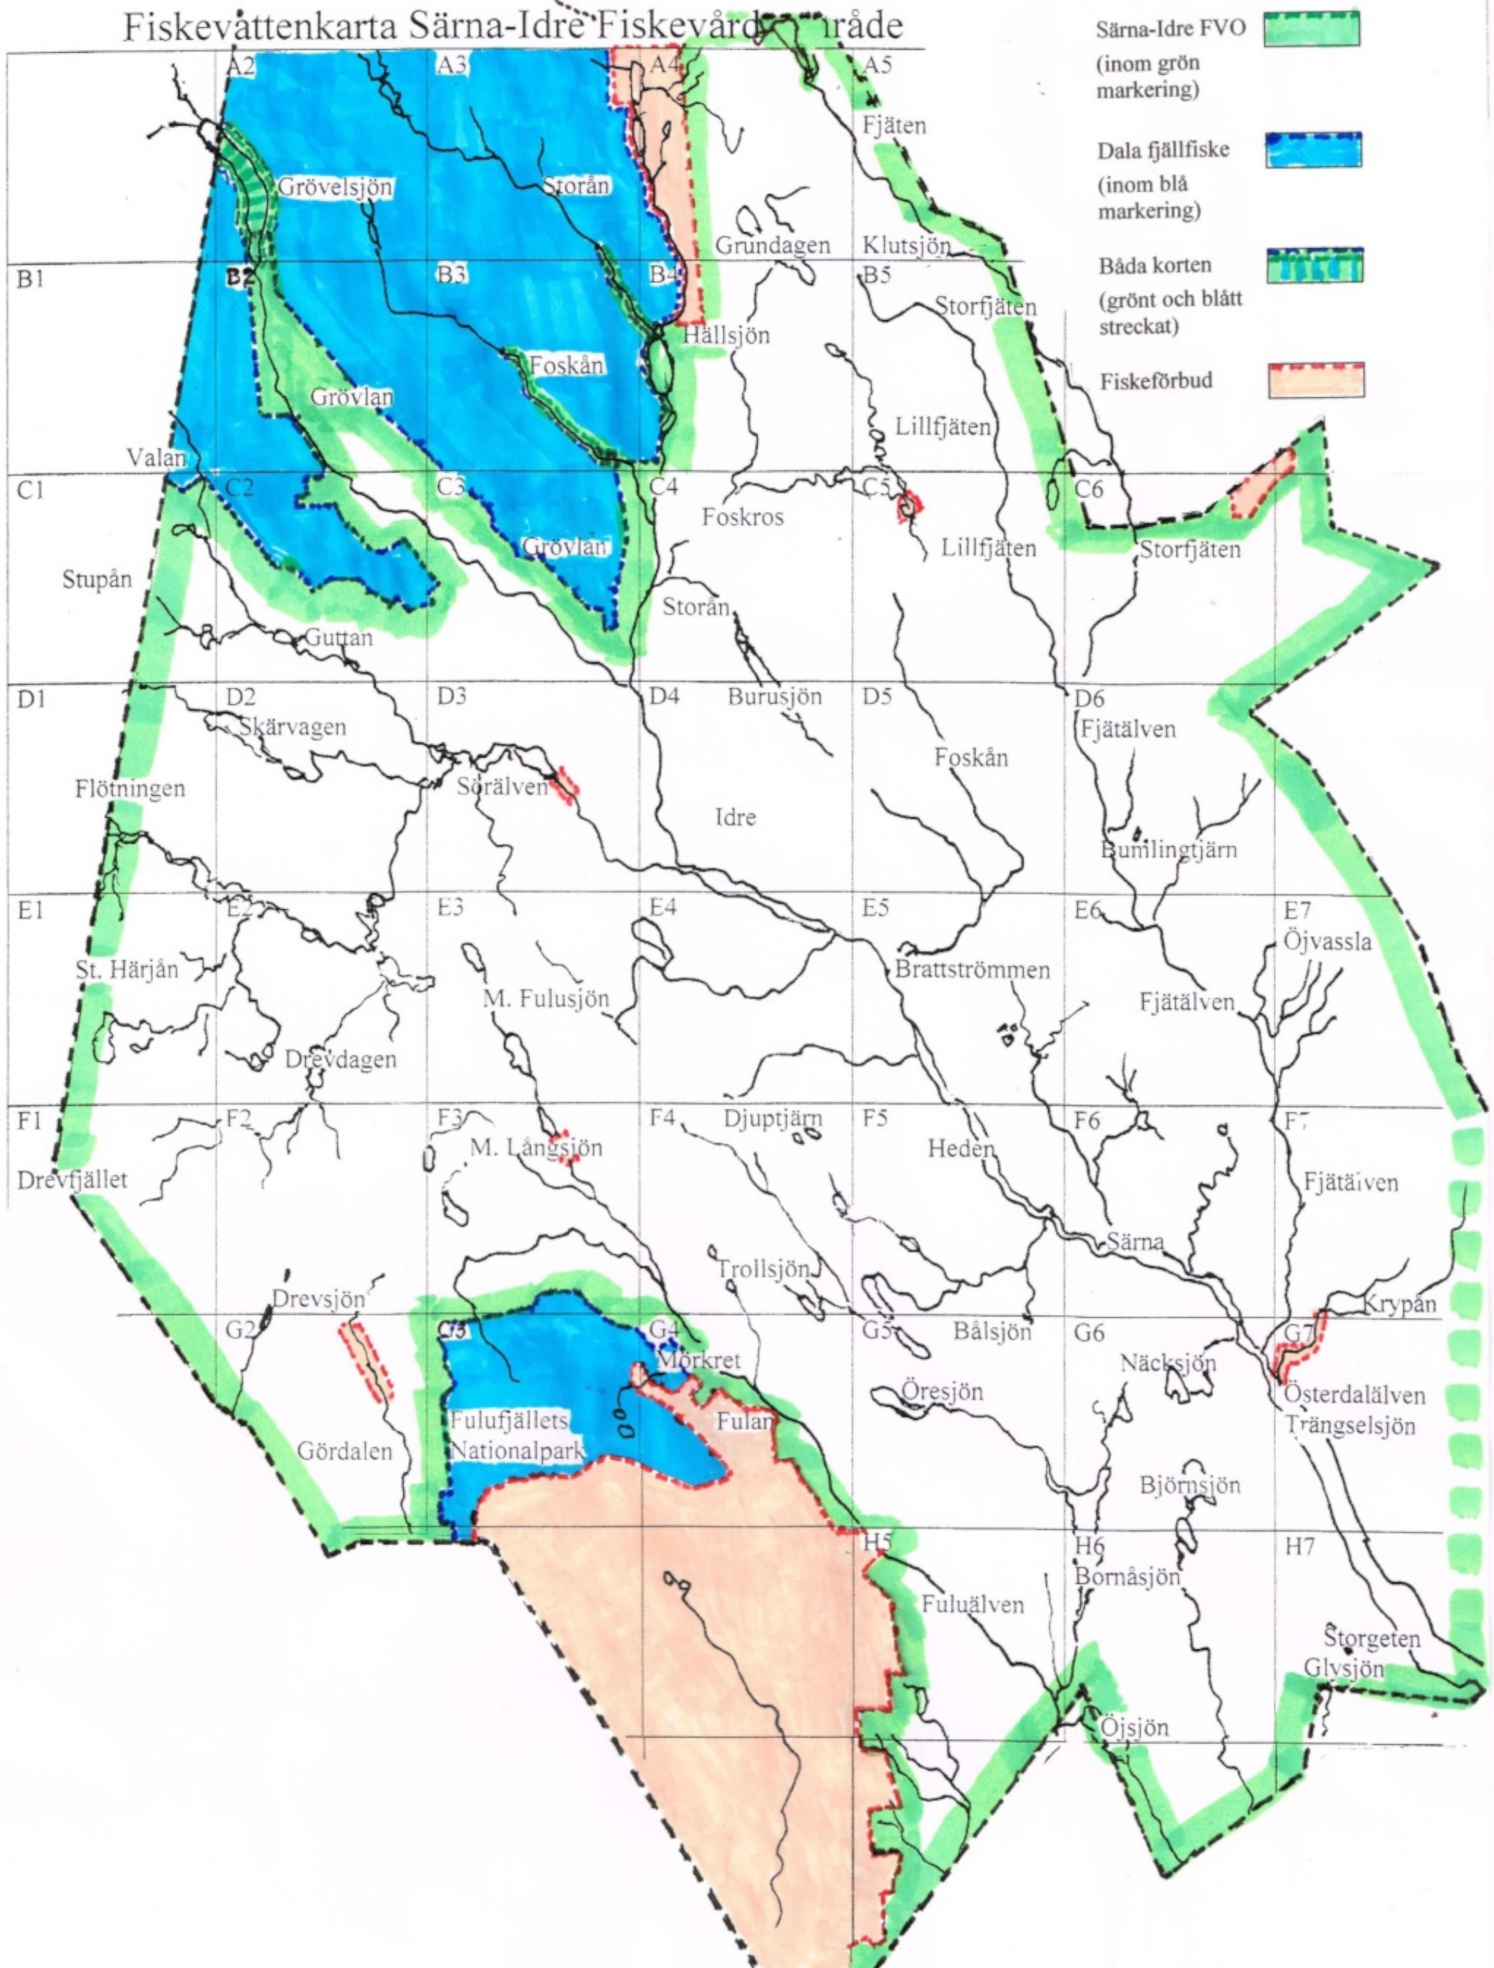 Fiskevattenkarta Särna-Idre Fiskevård område
Särna-Idre FVO
(inom grön
markering)
Dala fjällfiske
(inom blå
markering)
Båda korten
(grönt och blått
streckat)
Fiskeförbud
A2
A3
A4
A5
Fjäten
Grövelsjön
Storån
Grundagen
Klutsjön
B1
B2
B3
B4
B5
Storfjäten
Hällsjön
Foskån
Grövlan
Lillfjäten
Valan
C1
C2
C3
C4
C5
C6
Foskros
Grövlan
Lillfjäten
Storfjäten
Stupån
Storån
Guttan
D1
D2
D3
D4
Burusjön
D5
D6
Skärvagen
Fjätälven
Foskån
Flötningen
Sörälven
Idre
Bumlingtjärn
E1
E2
E3
E4
E5
E6
E7
Öjvassla
St. Härjån
Brattströmmen
M. Fulusjön
Fjätälven
Drevdagen
F1
F2
F3
F4
Djuptjärn
F5
F6
F7
M. Långsjön
Heden
Drevfjället
Fjätälven
Särna
Trollsjön
Drevsjön
Krypån
G2
G3
G4
G5
Bålsjön
G6
G7
Mörkret
Näcksjön
Öresjön
Österdalälven
Fulufjällets
Nationalpark
Fulan
Trängselsjön
Gördalen
Björnsjön
H5
H6
H7
Bornåsjön
Fuluälven
Storgeten
Glysjön
Öjsjön